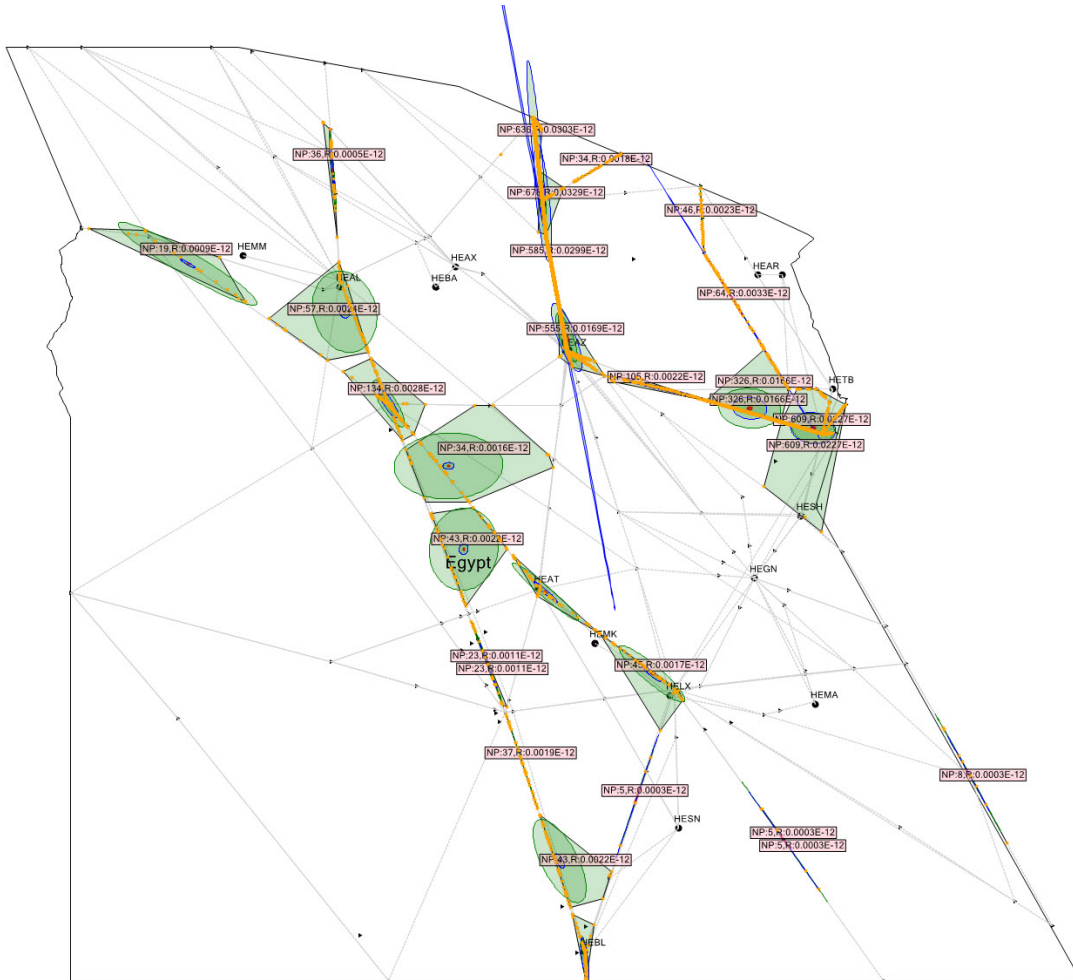 NP:636,R:0.0303E-12
NP:36,R:0.0005E-12
NP:34,R:0.0018E-12
NP:678,R:0.0329E-12
NP:46,R:0.0023E-12
NP:19,R:0.0009E-12
HEMM
NP:585,R:0.0299E-12
HEAX
HEAR
HEAL
HEBA
NP:64,R:0.0033E-12
NP:57,R:0.0024E-12
NP:555,R:0.0169E-12
HEAZ
NP:105,R:0.0022E-12
NP:326,R:0.0166E-12
HETB
NP:134,R:0.0028E-12
NP:326,R:0.0166E-12
NP:609,R:0.0227E-12
NP:34,R:0.0016E-12
NP:609,R:0.0227E-12
HESH
NP:43,R:0.0022E-12
Egypt
HEAT
HEGN
HEMK
NP:23,R:0.0011E-12
NP:45,R:0.0017E-12
NP:23,R:0.0011E-12
HELX
HEMA
NP:37,R:0.0019E-12
NP:8,R:0.0003E-12
NP:5,R:0.0003E-12
HESN
NP:5,R:0.0003E-12
NP:5,R:0.0003E-12
NP:43,R:0.0022E-12
HEBL